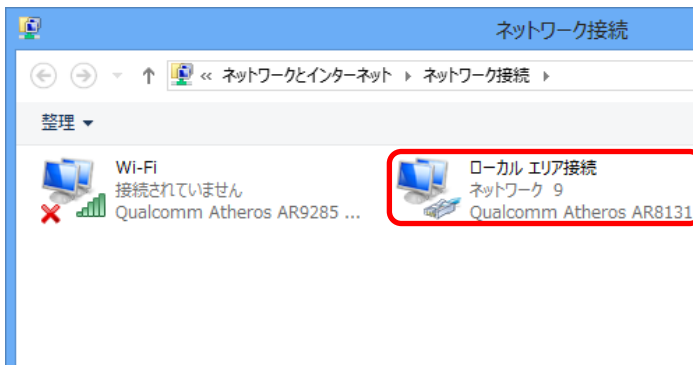 ネットワーク接続
« ネットワークとインターネット ▸ ネットワーク接続 ▸
整理 ▾
Wi-Fi
接続されていません
Qualcomm Atheros AR9285 ...
ローカル エリア接続
ネットワーク 9
Qualcomm Atheros AR8131